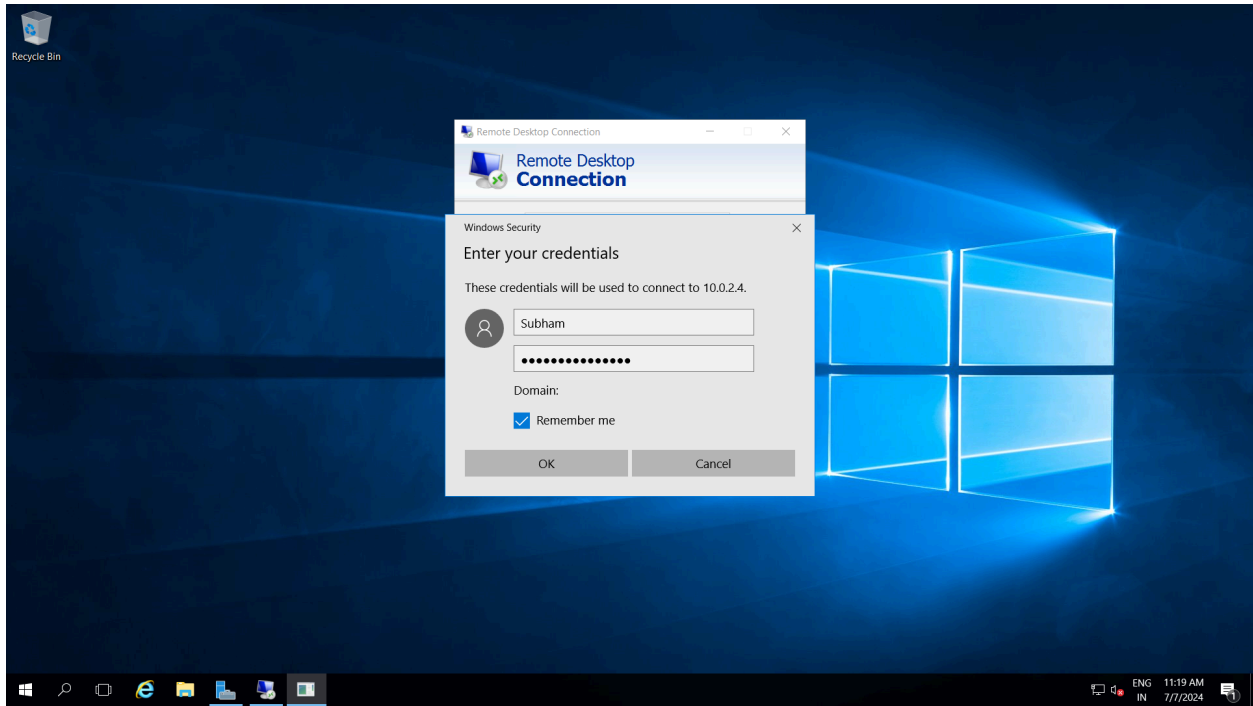 Recycle Bin
Remote Desktop Connection
Remote Desktop
Connection
Windows Security
Enter your credentials
These credentials will be used to connect to 10.0.2.4.
Subham
●●●●●●●●●●●●●●●
Domain:
Remember me
OK
Cancel
ENG
IN
11:19 AM
7/7/2024
1